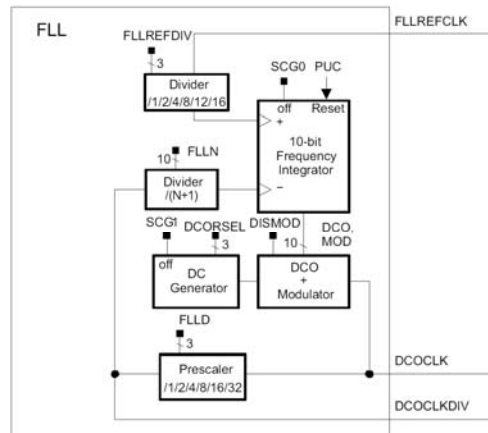 FLL
FLLREFCLK
FLLREFDIV
3
Divider
/1/2/4/8/12/16
SCG0
PUC
off
Reset
+
10-bit
Frequency
Integrator
−
FLLN
10
Divider
/(N+1)
SCG1
DCORSEL
3
off
DC
Generator
DISMOD
10
DCO,
MOD
DCO
+
Modulator
FLLD
3
Prescaler
/1/2/4/8/16/32
DCOCLK
DCOCLKDIV